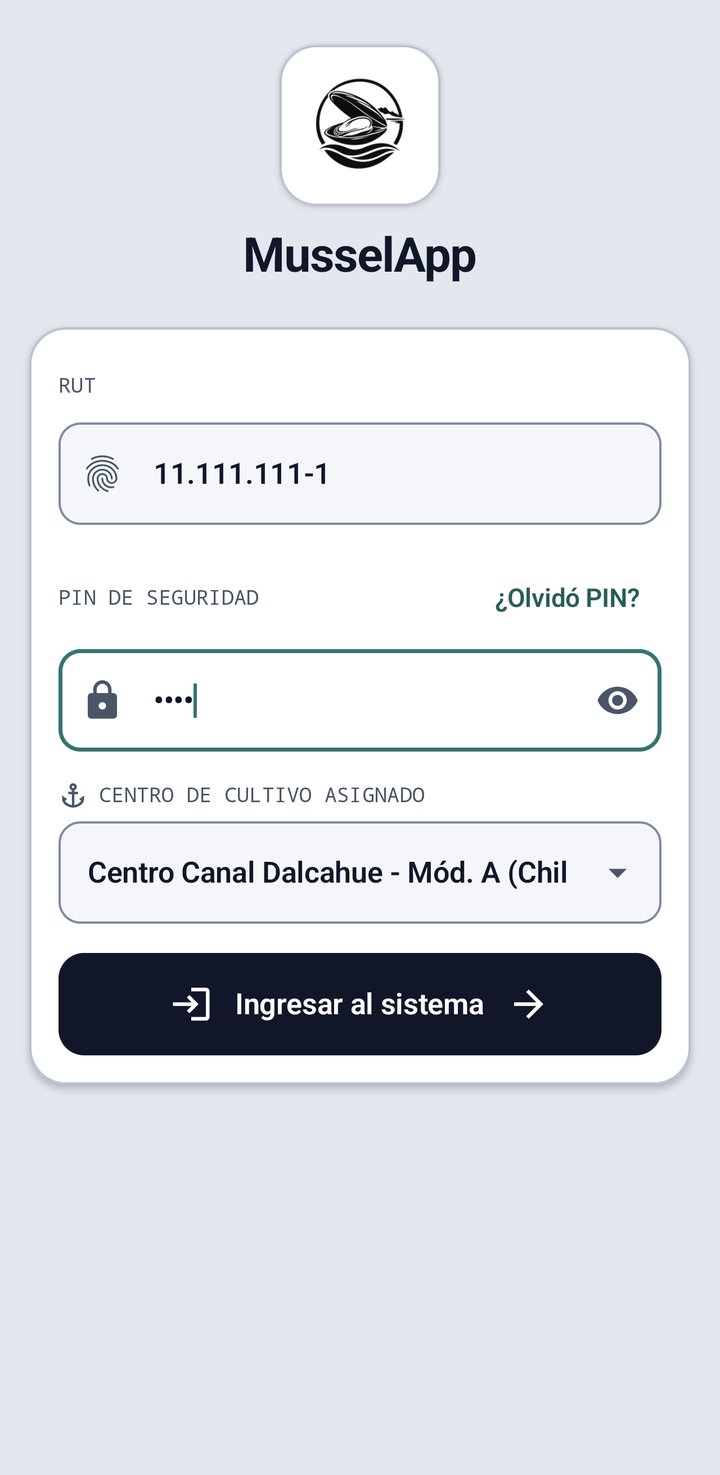 MusselApp
RUT
11.111.111-1
PIN DE SEGURIDAD
¿Olvidó PIN?
••••
CENTRO DE CULTIVO ASIGNADO
Centro Canal Dalcahue - Mód. A (Chil
Ingresar al sistema